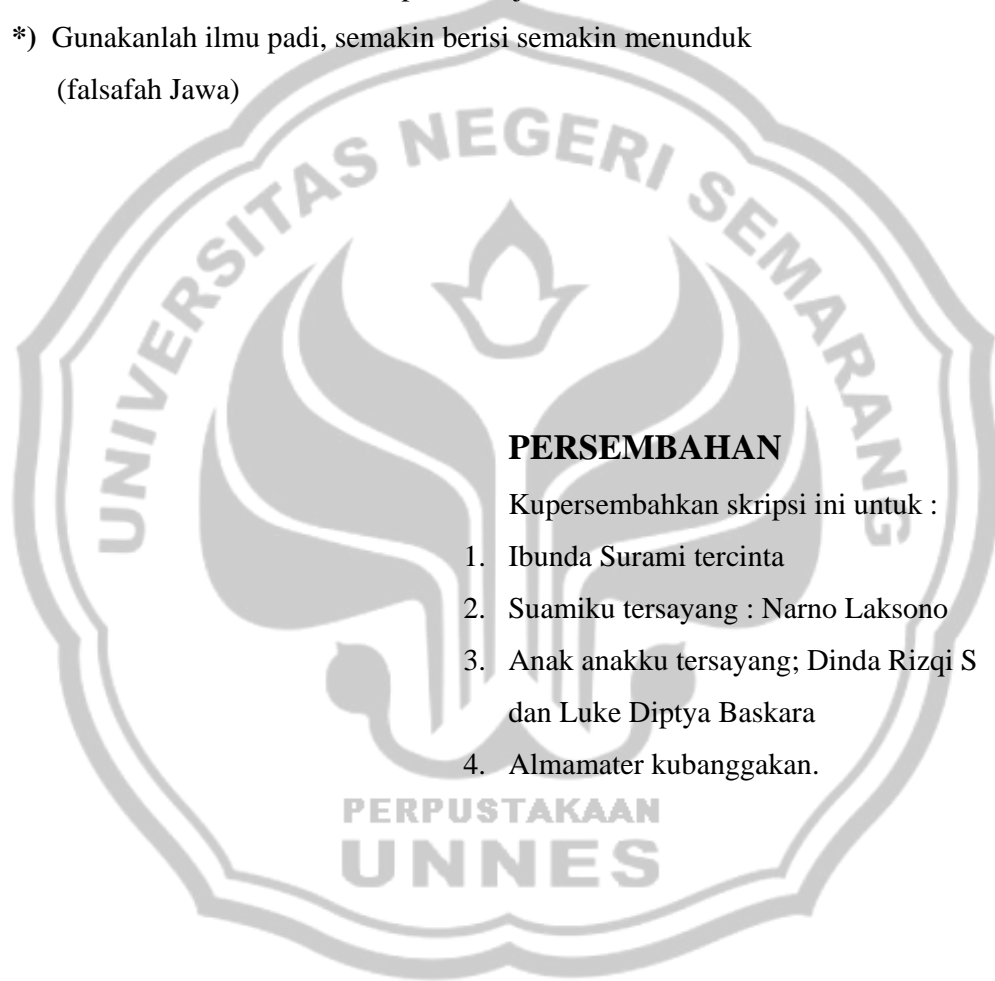 *) Gunakanlah ilmu padi, semakin berisi semakin menunduk
(falsafah Jawa)
UNIVERSITAS NEGERI SEMARANG
PERSEMBAHAN
Kupersembahkan skripsi ini untuk :
1. Ibunda Surami tercinta
2. Suamiku tersayang : Narno Laksono
3. Anak anakku tersayang; Dinda Rizqi S
dan Luke Diptya Baskara
4. Almamater kubanggakan.
PERPUSTAKAAN
UNNES